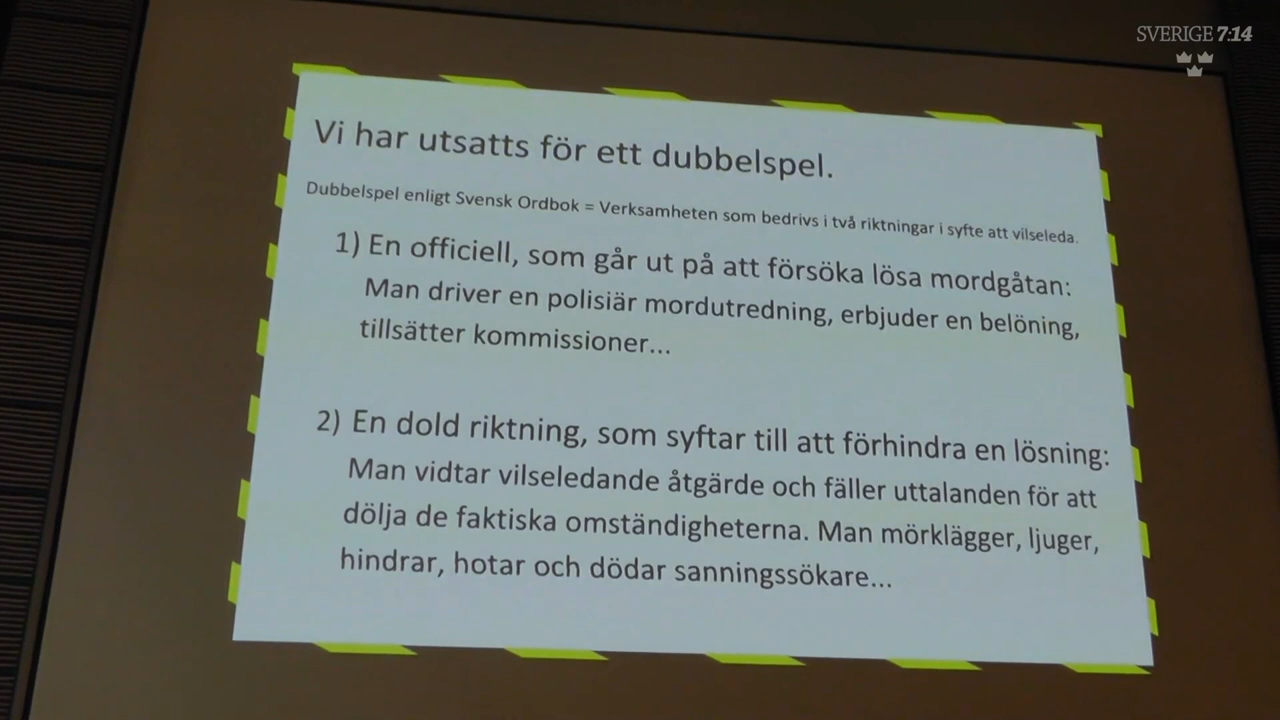 SVERIGE 7:14
Vi har utsatts för ett dubbelspel.
Dubbelspel enligt Svensk Ordbok = Verksamheten som bedrivs i två riktningar i syfte att vilseleda.
1) En officiell, som går ut på att försöka lösa mordgåtan:
Man driver en polisiär mordutredning, erbjuder en belöning,
tillsätter kommissioner...
2) En dold riktning, som syftar till att förhindra en lösning:
Man vidtar vilseledande åtgärde och fäller uttalanden för att
dölja de faktiska omständigheterna. Man mörklägger, ljuger,
hindrar, hotar och dödar sanningssökare...